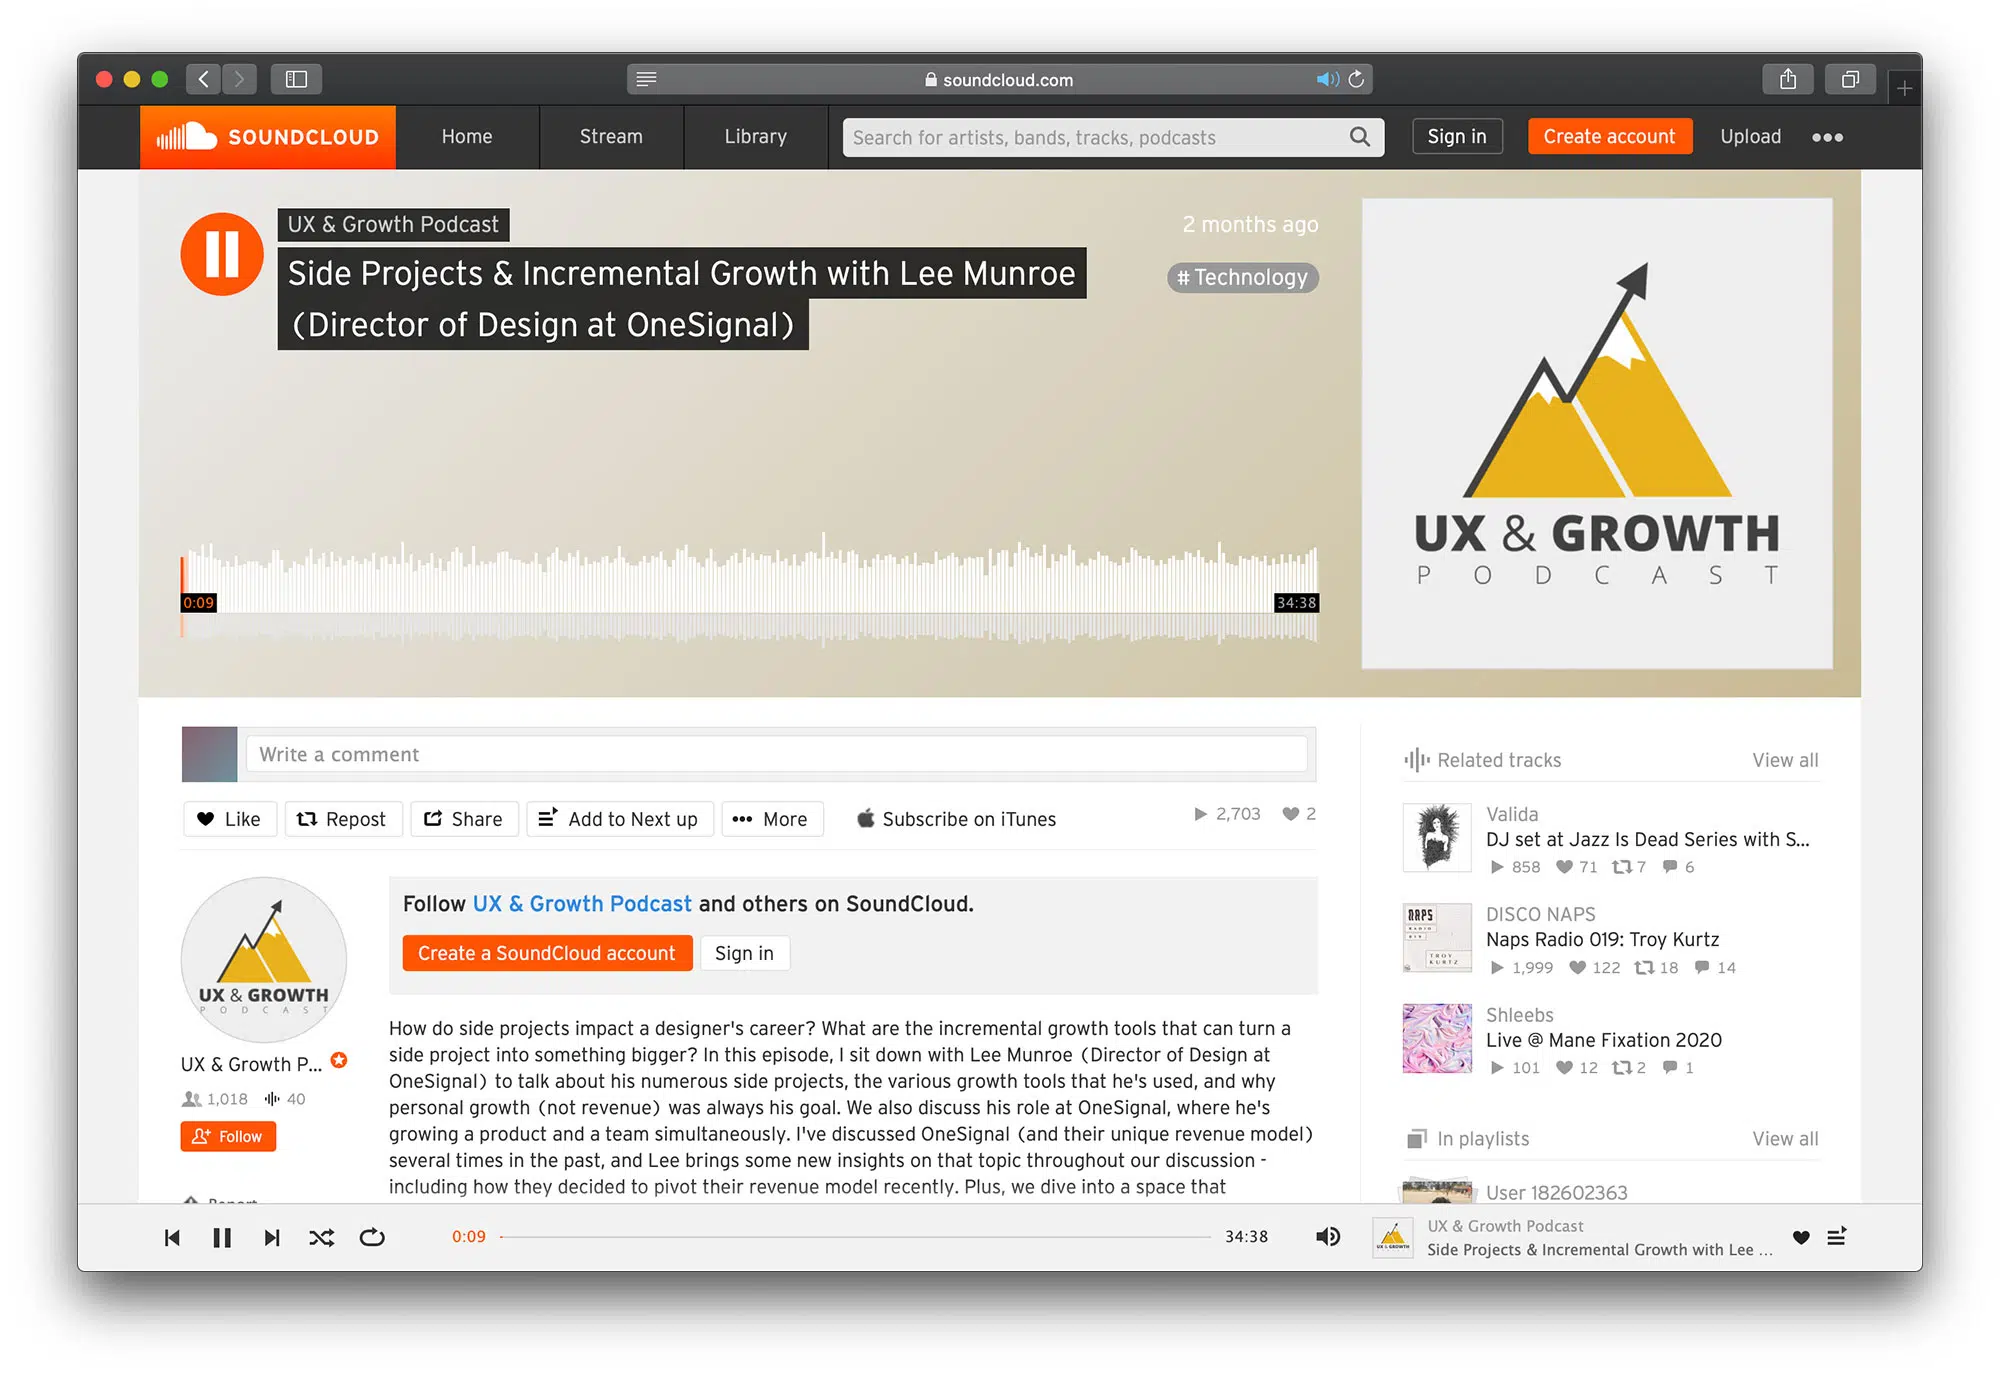 soundcloud.com
SOUNDCLOUD
Home
Stream
Library
Search for artists, bands, tracks, podcasts
Sign in
Create account
Upload
UX & Growth Podcast
2 months ago
Side Projects & Incremental Growth with Lee Munroe
(Director of Design at OneSignal)
# Technology
UX & GROWTH
PODCAST
0:09
34:38
Write a comment
Like
Repost
Share
Add to Next up
More
Subscribe on iTunes
2,703
2
UX & GROWTH
PODCAST
UX & Growth P...
1,018
40
Follow
Report
Follow UX & Growth Podcast and others on SoundCloud.
Create a SoundCloud account
Sign in
How do side projects impact a designer's career? What are the incremental growth tools that can turn a
side project into something bigger? In this episode, I sit down with Lee Munroe (Director of Design at
OneSignal) to talk about his numerous side projects, the various growth tools that he's used, and why
personal growth (not revenue) was always his goal. We also discuss his role at OneSignal, where he's
growing a product and a team simultaneously. I've discussed OneSignal (and their unique revenue model)
several times in the past, and Lee brings some new insights on that topic throughout our discussion -
including how they decided to pivot their revenue model recently. Plus, we dive into a space that
Related tracks
View all
Valida
DJ set at Jazz Is Dead Series with S...
858
71
7
6
NAPS
RADIO
019
TROY
KURTZ
DISCO NAPS
Naps Radio 019: Troy Kurtz
1,999
122
18
14
Shleebs
Live @ Mane Fixation 2020
101
12
2
1
In playlists
View all
User 182602363
0:09
34:38
UX & GROWTH
UX & Growth Podcast
Side Projects & Incremental Growth with Lee ...